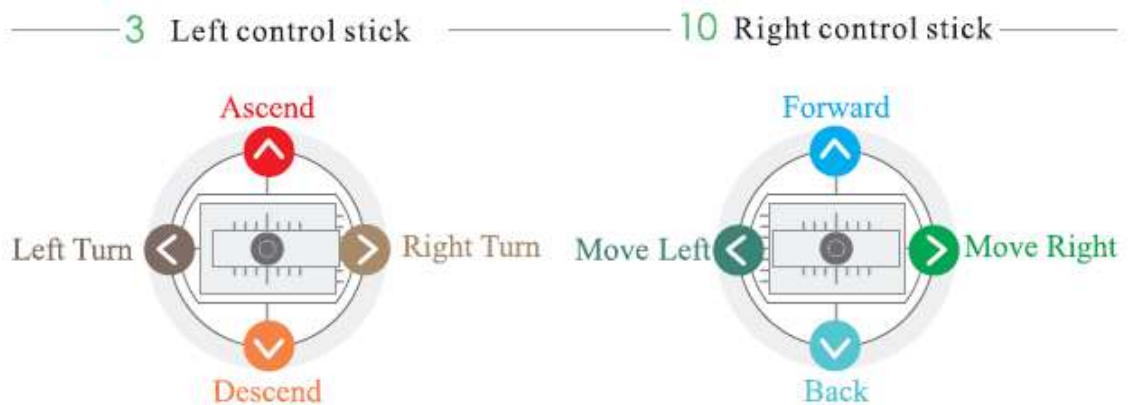 3 Left control stick
10 Right control stick
Ascend
Left Turn
Right Turn
Descend
Forward
Move Left
Move Right
Back